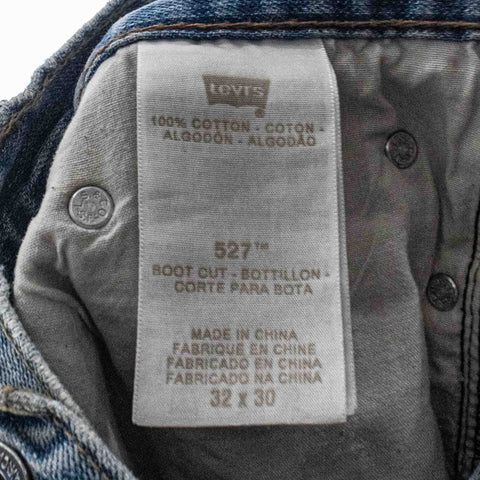 Levi's
100% COTTON - COTON -
ALGODÓN - ALGODÃO
527™
BOOT CUT - BOTTILLON -
CORTE PARA BOTA
MADE IN CHINA
FABRIQUE EN CHINE
FABRICADO EN CHINA
FABRICADO NA CHINA
32 x 30